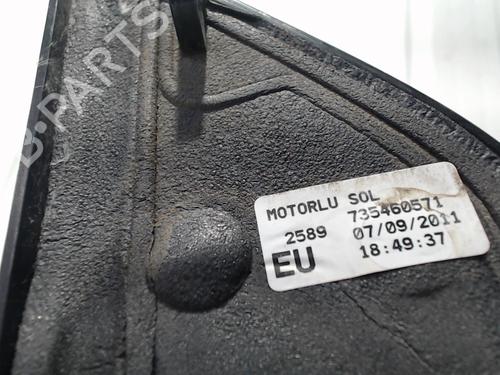 B-PARTS
MOTORLU SOL
735460571
2589 07/09/2011
EU 18:49:37